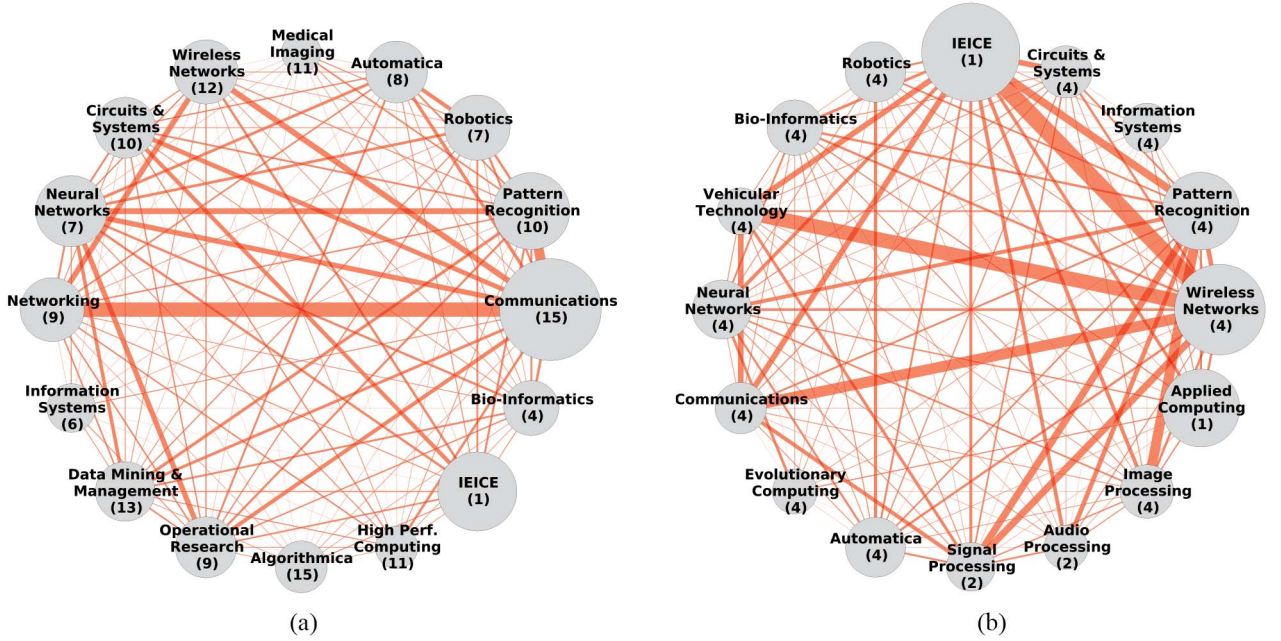 Medical
Imaging
(11)
Wireless
Networks
(12)
Automatica
(8)
Circuits &
Systems
(10)
Robotics
(7)
Neural
Networks
(7)
Pattern
Recognition
(10)
Networking
(9)
Communications
(15)
Information
Systems
(6)
Bio-Informatics
(4)
Data Mining &
Management
(13)
IEICE
(1)
Operational
Research
(9)
Algorithmica
(15)
High Perf.
Computing
(11)
(a)
IEICE
(1)
Robotics
(4)
Circuits &
Systems
(4)
Bio-Informatics
(4)
Information
Systems
(4)
Vehicular
Technology
(4)
Pattern
Recognition
(4)
Neural
Networks
(4)
Wireless
Networks
(4)
Communications
(4)
Applied
Computing
(1)
Evolutionary
Computing
(4)
Image
Processing
(4)
Automatica
(4)
Signal
Processing
(2)
Audio
Processing
(2)
(b)